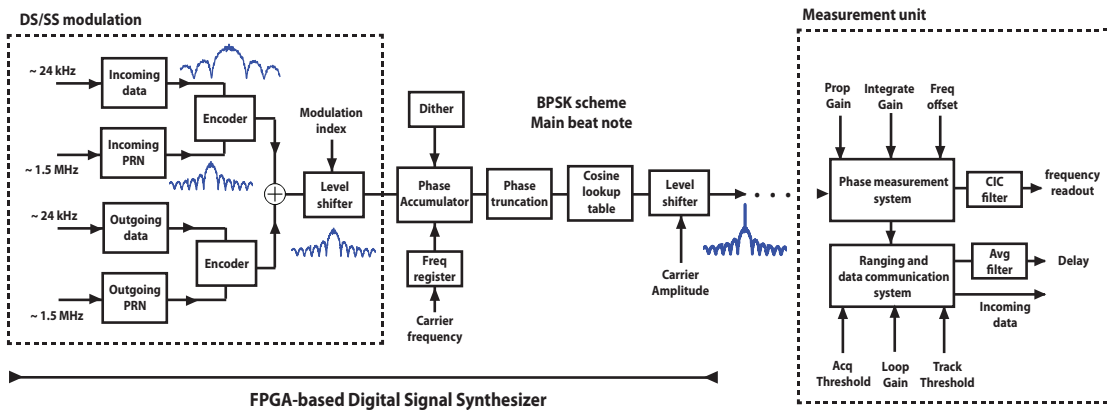 DS/SS modulation
~ 24 kHz
Incoming
data
Encoder
~ 1.5 MHz
Incoming
PRN
~ 24 kHz
Outgoing
data
Encoder
~ 1.5 MHz
Outgoing
PRN
Modulation
index
Level
shifter
Dither
Phase
Accumulator
Freq
register
Carrier
frequency
BPSK scheme
Main beat note
Phase
truncation
Cosine
lookup
table
Level
shifter
Carrier
Amplitude
FPGA-based Digital Signal Synthesizer
Measurement unit
Prop
Gain
Integrate
Gain
Freq
offset
Phase measurement
system
CIC
filter
frequency
readout
Ranging and
data communication
system
Avg
filter
Delay
Incoming
data
Acq
Threshold
Loop
Gain
Track
Threshold